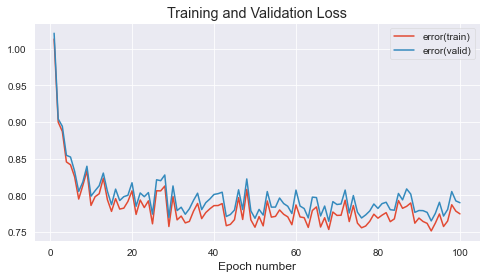 Training and Validation Loss
error(train)
error(valid)
1.00
0.95
0.90
0.85
0.80
0.75
0 20 40 60 80 100
Epoch number